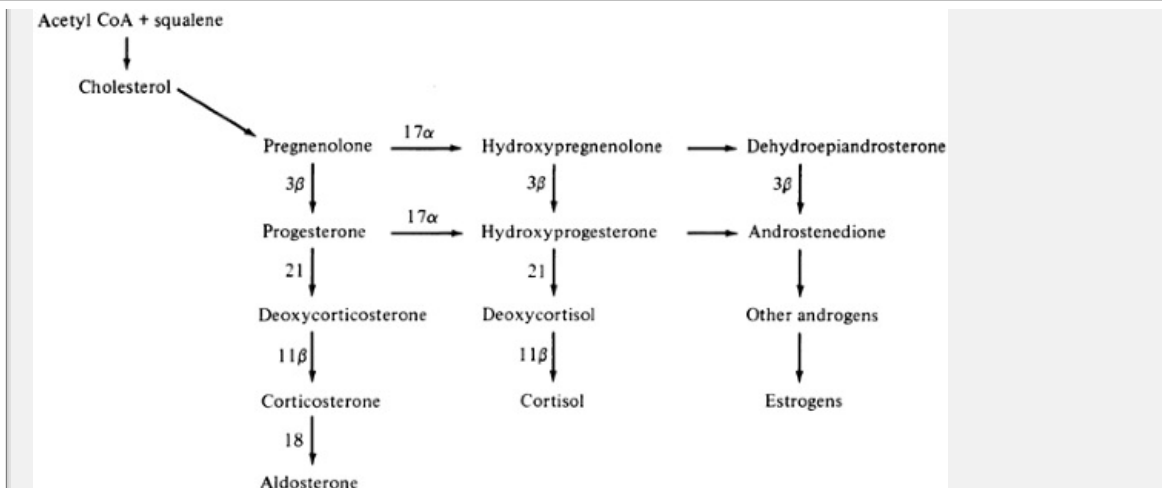 Acetyl CoA + squalene
Cholesterol
17α
Pregnenolone Hydroxypregnenolone Dehydroepiandrosterone
3β 3β 3β
17α
Progesterone Hydroxyprogesterone Androstenedione
21 21
Deoxycorticosterone Deoxycortisol Other androgens
11β 11β
Corticosterone Cortisol Estrogens
18
Aldosterone